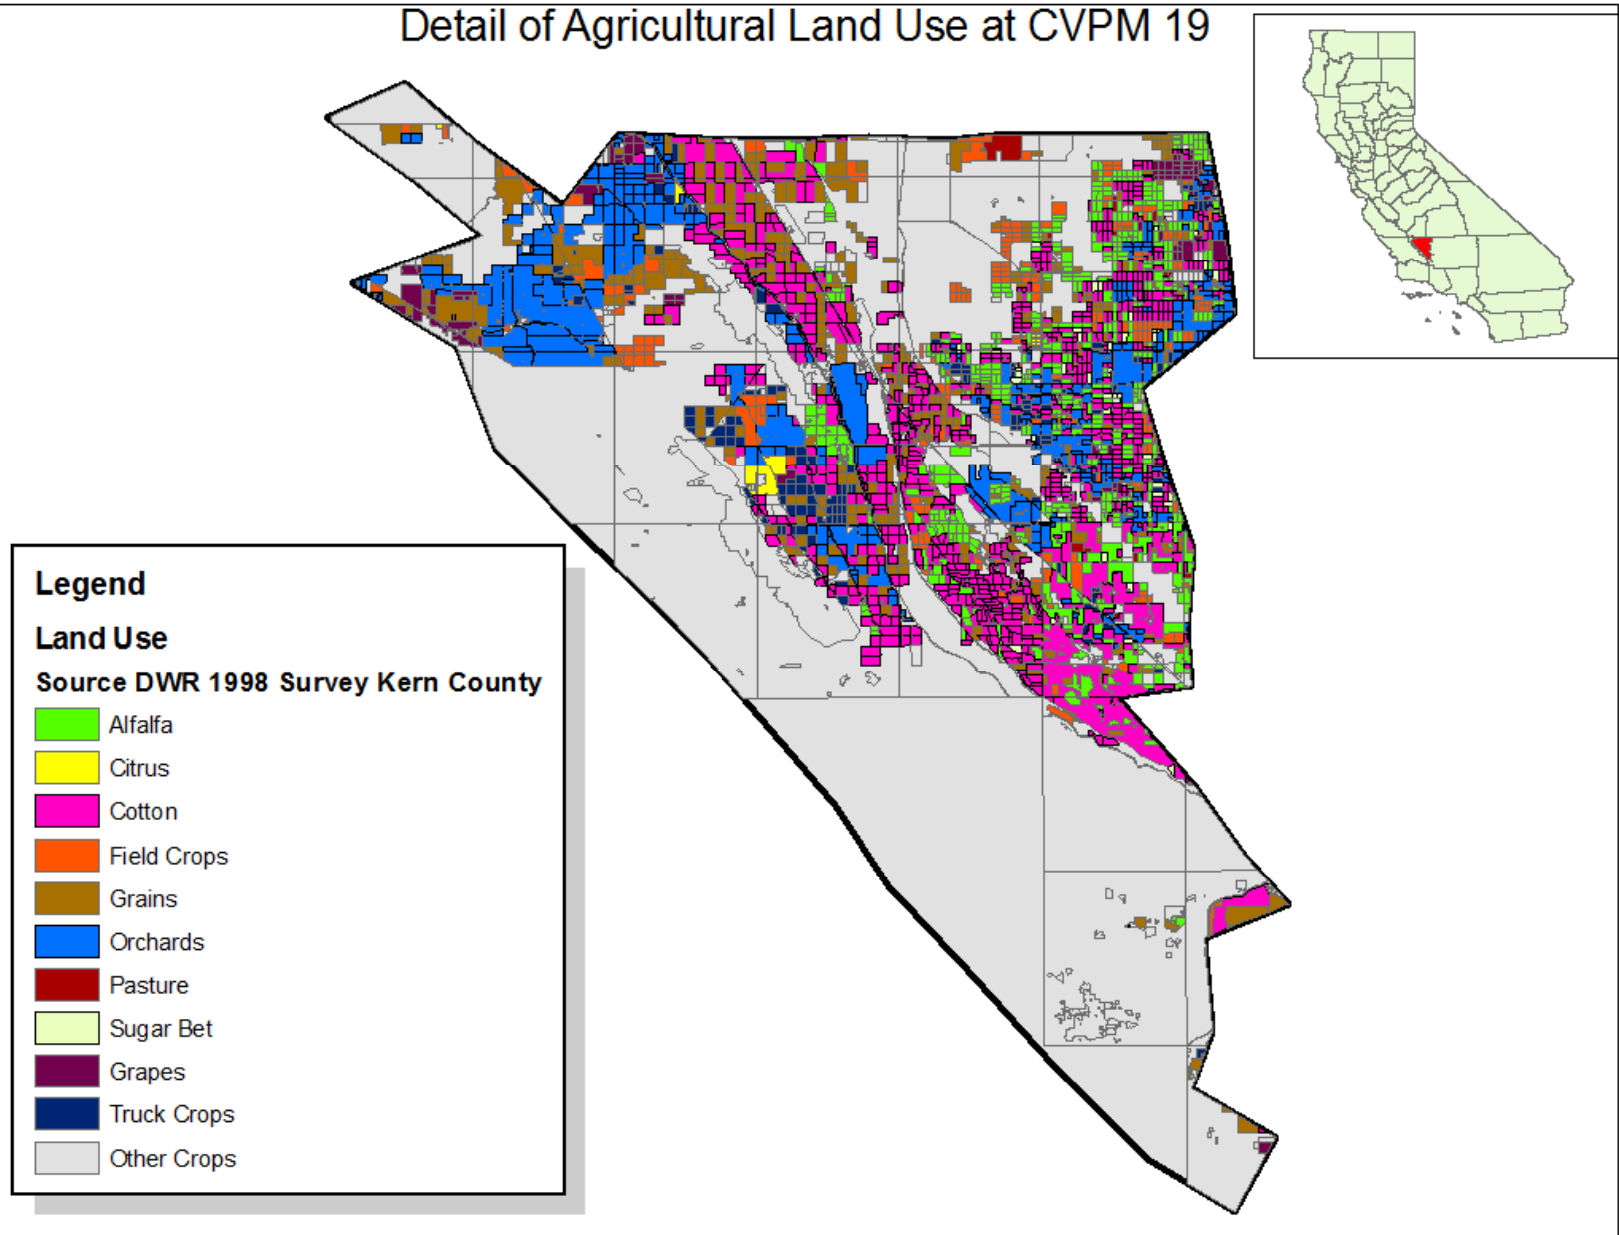 Detail of Agricultural Land Use at CVPM 19
Legend
Land Use
Source DWR 1998 Survey Kern County
Alfalfa
Citrus
Cotton
Field Crops
Grains
Orchards
Pasture
Sugar Bet
Grapes
Truck Crops
Other Crops